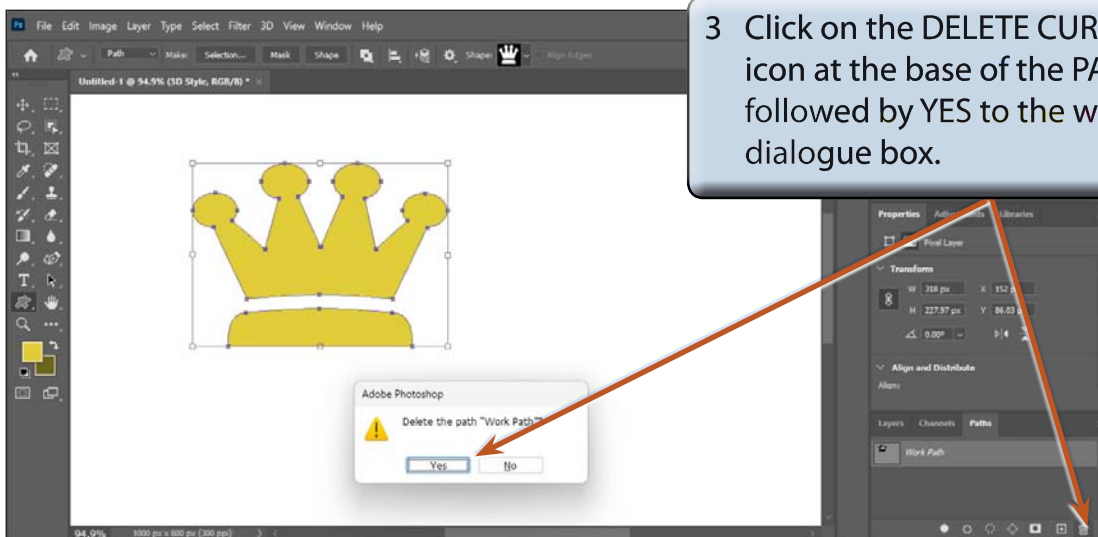 File Edit Image Layer Type Select Filter 3D View Window Help
Path Make: Selection... Mask Shape Shape: Align Edges
Untitled-1 @ 94.9% (3D Style, RGB/8) *
3 Click on the DELETE CUR
icon at the base of the PA
followed by YES to the w
dialogue box.
Properties Libraries
Pixel Layer
Transform
W 318 px X 152
H 227.97 px Y 86.03
0.00°
Align and Distribute
Align:
Adobe Photoshop
Delete the path "Work Path"
Yes No
Layers Channels Paths
Work Path
94.9% 1000 px x 800 px (300 ppi)